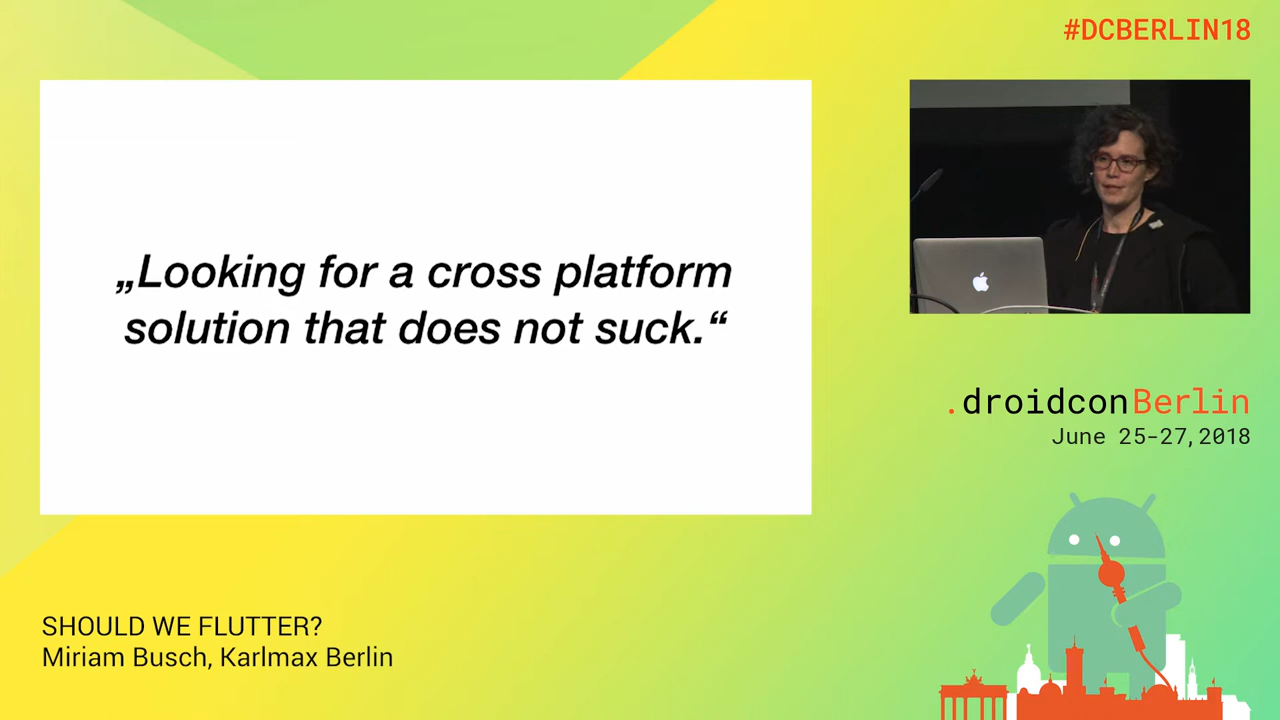 #DCBERLIN18
„Looking for a cross platform
solution that does not suck.“
.droidconBerlin
June 25-27, 2018
SHOULD WE FLUTTER?
Miriam Busch, Karlmax Berlin